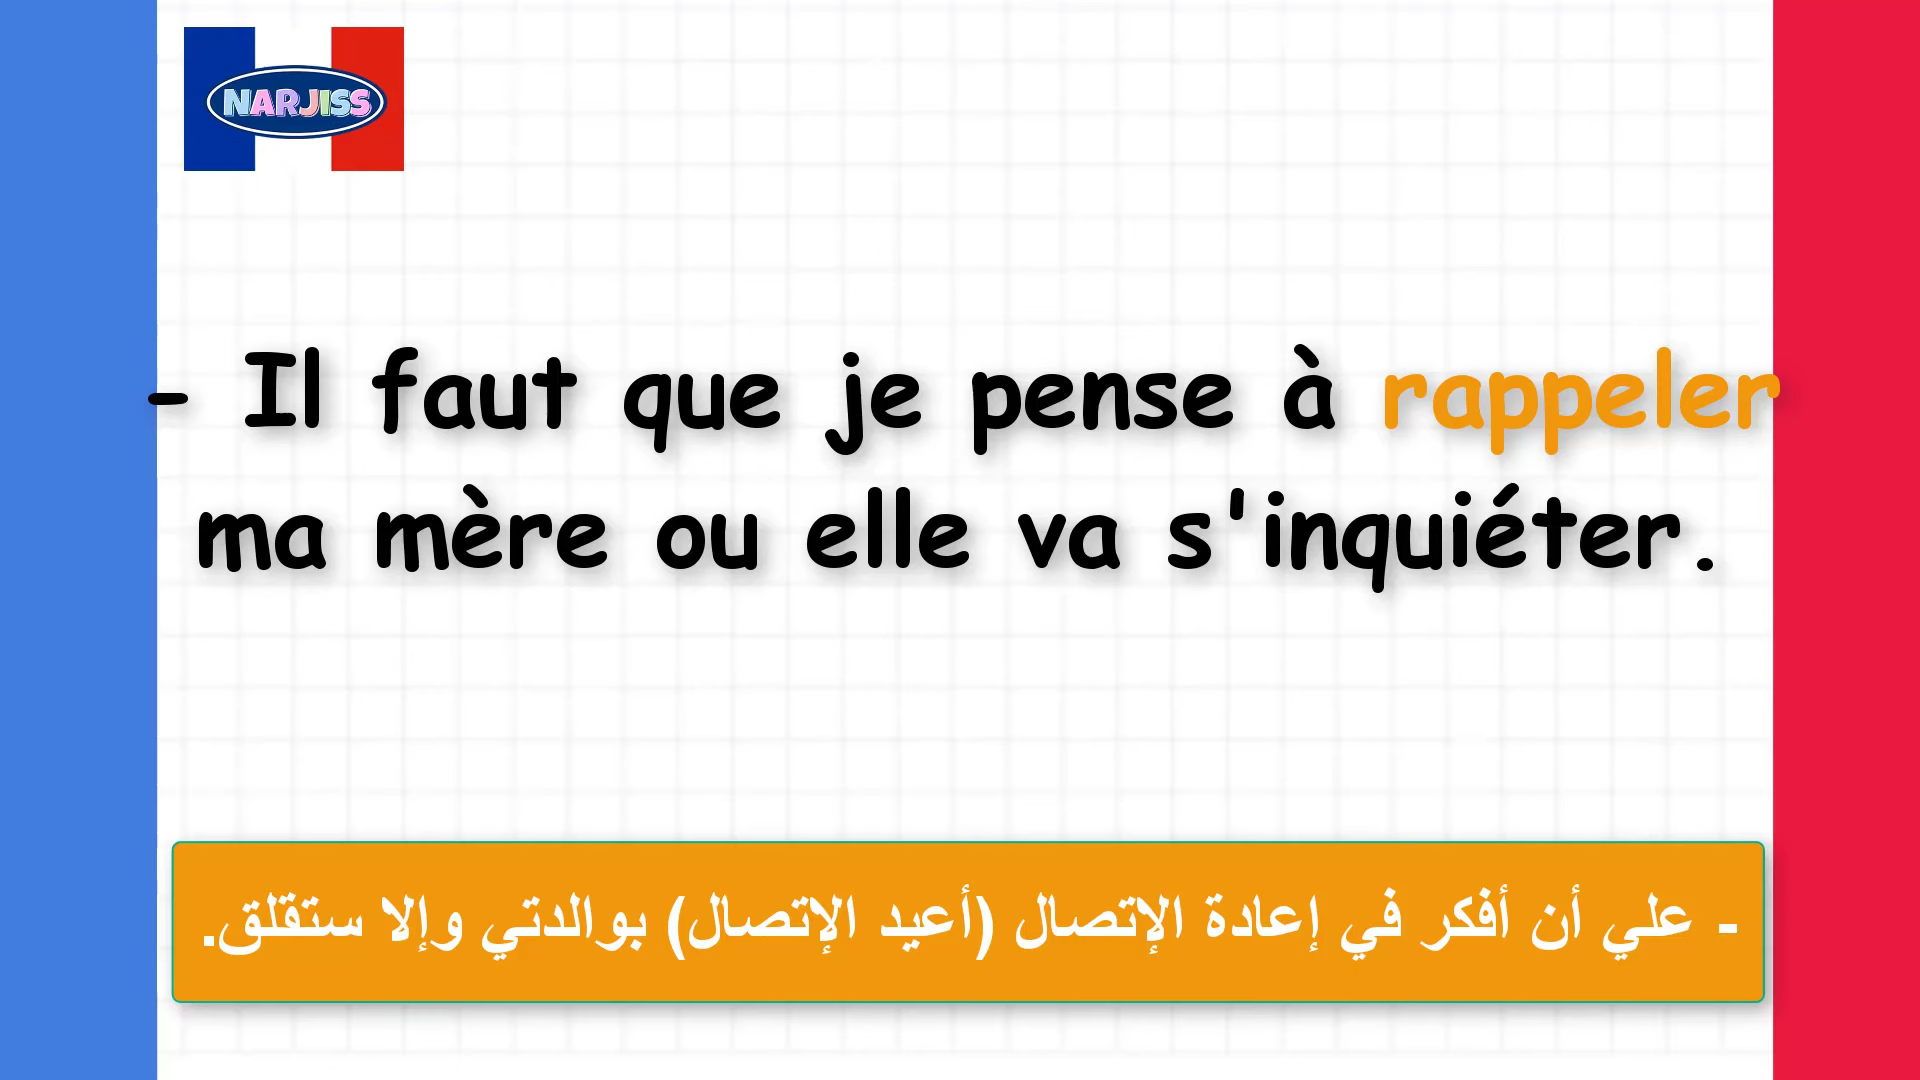 NARJISS
- Il faut que je pense à rappeler
ma mère ou elle va s'inquiéter.
- علي أن أفكر في إعادة الإتصال (أعيد الإتصال) بوالدتي وإلا ستقلق.